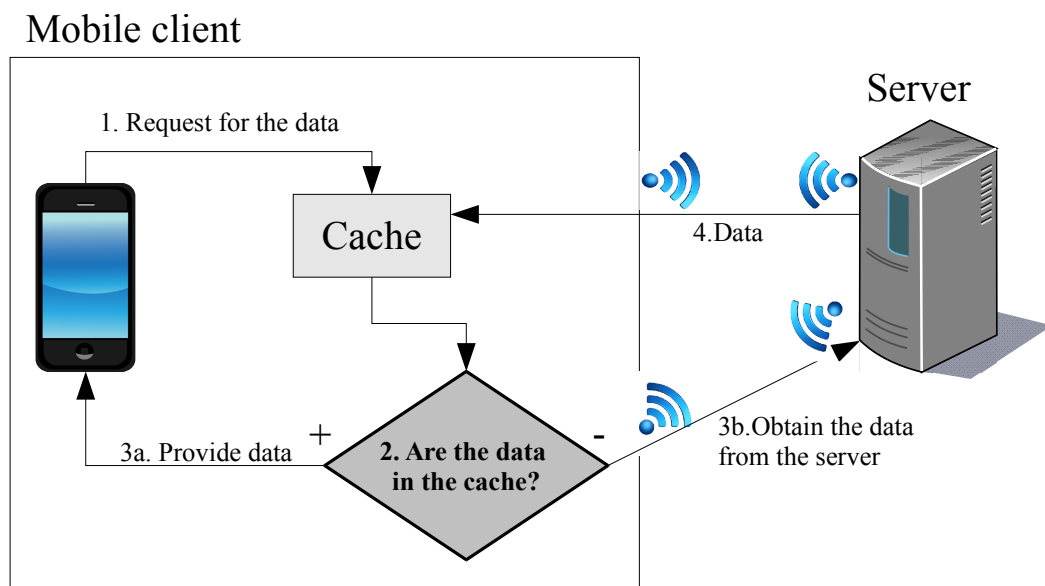 Mobile client
Server
1. Request for the data
Cache
4.Data
+
-
3a. Provide data
2. Are the data
in the cache?
3b.Obtain the data
from the server